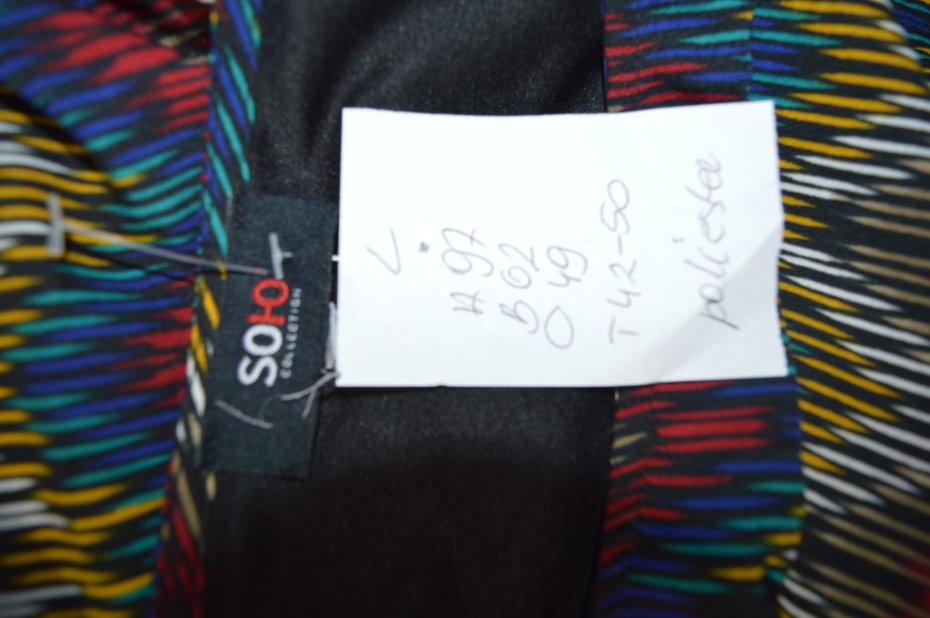 SOHO
COLLECTION
L
H 97
B 62
O 49
T 42-50
poliester